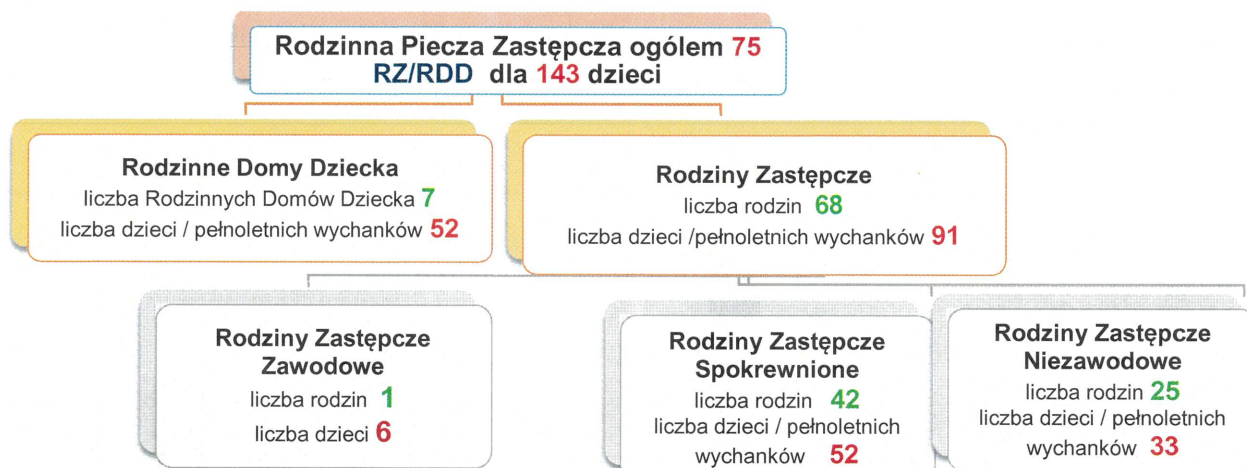 Rodzinna Piecza Zastępcza ogólem 75
RZ/RDD dla 143 dzieci
Rodzinne Domy Dziecka
liczba Rodzinnych Domów Dziecka 7
liczba dzieci / pełnoletnich wychanków 52
Rodziny Zastępcze
liczba rodzin 68
liczba dzieci /pełnoletnich wychanków 91
Rodziny Zastępcze
Zawodowe
liczba rodzin 1
liczba dzieci 6
Rodziny Zastępcze
Spokrewnione
liczba rodzin 42
liczba dzieci / pełnoletnich
wychanków 52
Rodziny Zastępcze
Niezawodowe
liczba rodzin 25
liczba dzieci / pełnoletnich
wychanków 33